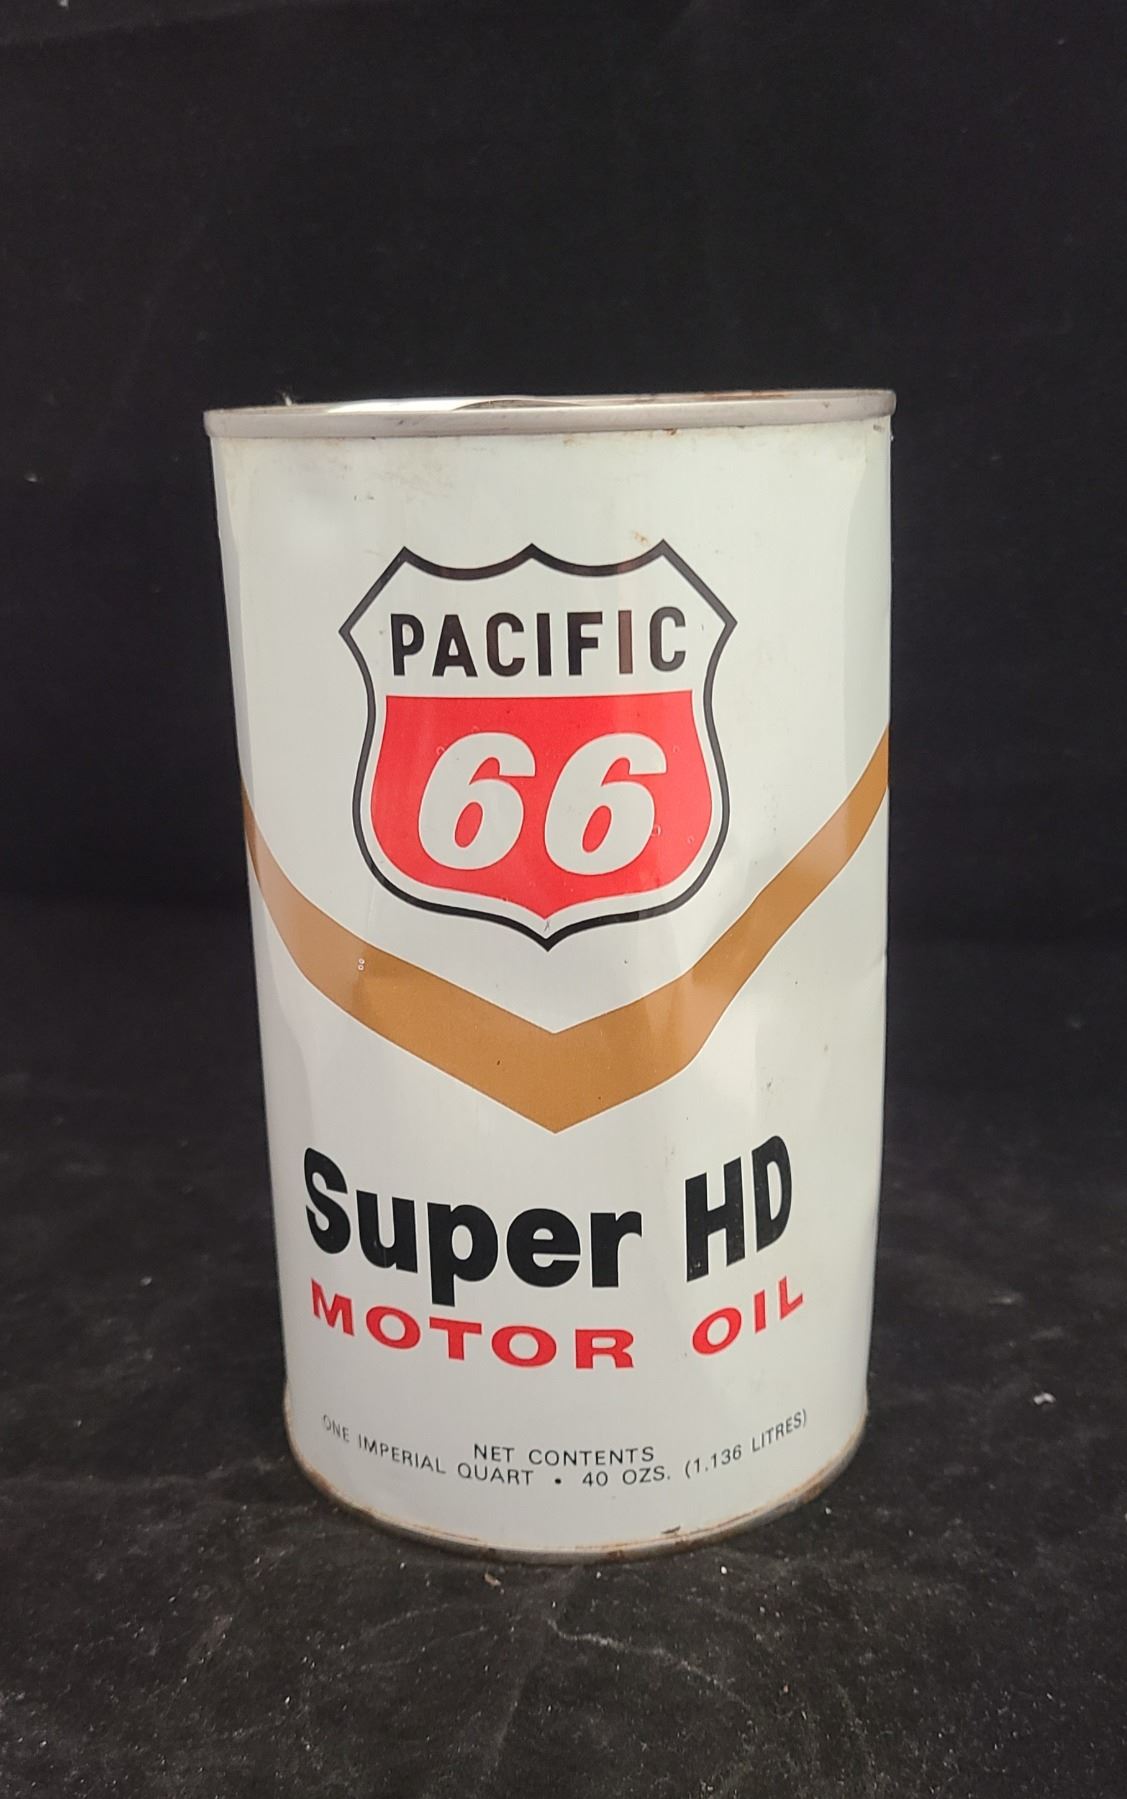 PACIFIC
66
Super HD
MOTOR OIL
NET CONTENTS
ONE IMPERIAL QUART • 40 OZS. (1.136 LITRES)